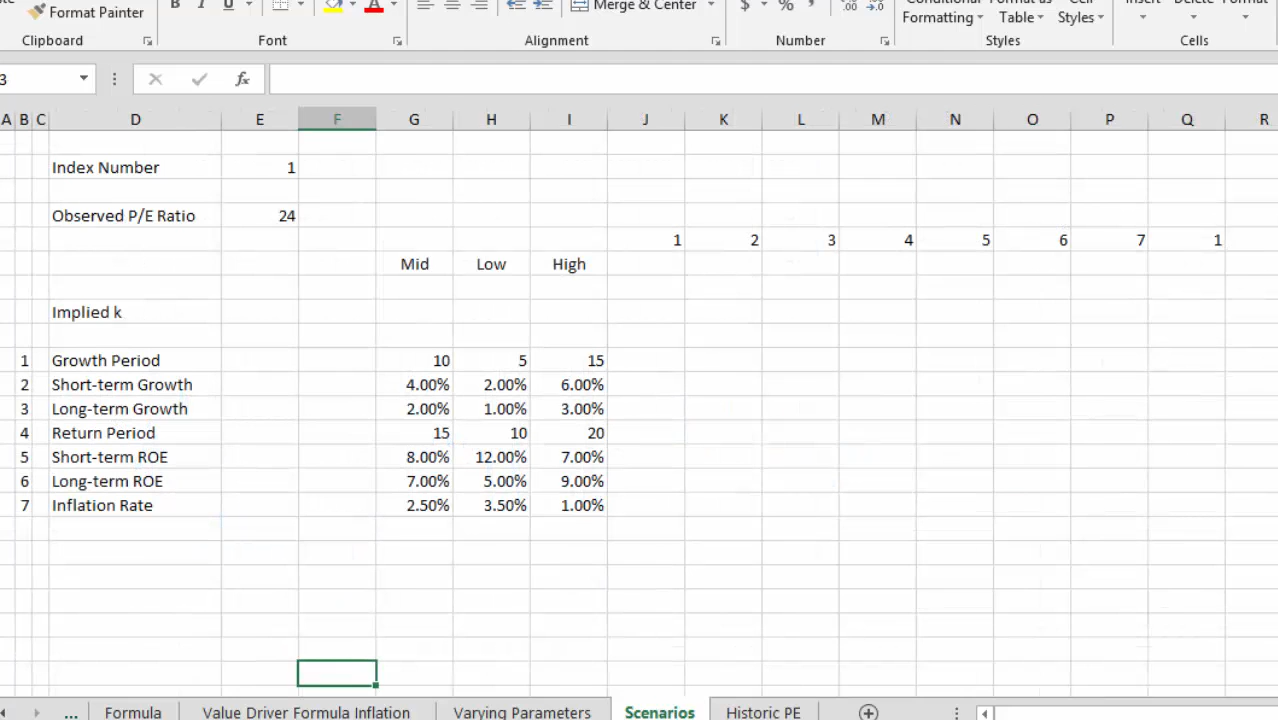 Format Painter
B I U A Merge & Center $ % , Conditional Format as Cell Insert Delete Format
Formatting Table Styles
Clipboard Font Alignment Number Styles Cells
3 fx
A B C D E F G H I J K L M N O P Q R
Index Number 1
Observed P/E Ratio 24
1 2 3 4 5 6 7 1
Mid Low High
Implied k
1 Growth Period 10 5 15
2 Short-term Growth 4.00% 2.00% 6.00%
3 Long-term Growth 2.00% 1.00% 3.00%
4 Return Period 15 10 20
5 Short-term ROE 8.00% 12.00% 7.00%
6 Long-term ROE 7.00% 5.00% 9.00%
7 Inflation Rate 2.50% 3.50% 1.00%
... Formula Value Driver Formula Inflation Varying Parameters Scenarios Historic PE